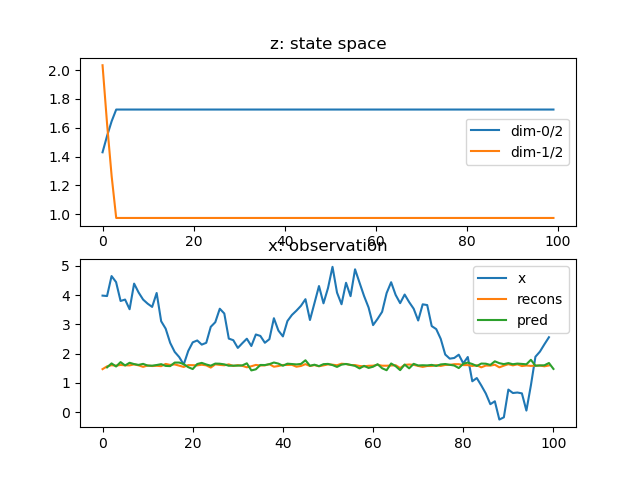 z: state space
2.0
1.8
1.6
1.4
1.2
1.0
dim-0/2
dim-1/2
0 20 40 60 80 100
x: observation
5
4
3
2
1
0
x
recons
pred
0 20 40 60 80 100